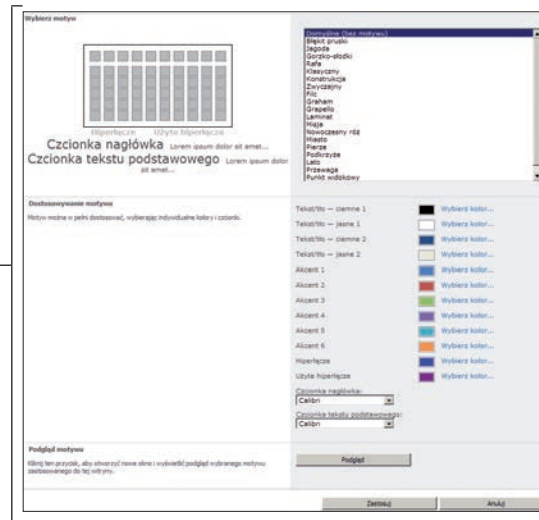 Wybierz motyw
Hiperłącze Użyte hiperłącze
Czcionka nagłówka Lorem ipsum dolor sit amet...
Czcionka tekstu podstawowego Lorem ipsum dolor
sit amet...
Domyślne (bez motywu)
Błękit pruski
Jagoda
Gorzko-słodki
Rafa
Klasyczny
Konstrukcja
Zwyczajny
Filc
Graham
Grapello
Laminat
Misja
Nowoczesny róż
Miasto
Pierze
Podkrzyże
Lato
Przewaga
Punkt widokowy
Dostosowywanie motywu
Motyw można w pełni dostosować, wybierając indywidualne kolory i czcionki.
Tekst/tło — ciemne 1 Wybierz kolor...
Tekst/tło — jasne 1 Wybierz kolor...
Tekst/tło — ciemne 2 Wybierz kolor...
Tekst/tło — jasne 2 Wybierz kolor...
Akcent 1 Wybierz kolor...
Akcent 2 Wybierz kolor...
Akcent 3 Wybierz kolor...
Akcent 4 Wybierz kolor...
Akcent 5 Wybierz kolor...
Akcent 6 Wybierz kolor...
Hiperłącze Wybierz kolor...
Użyte hiperłącze Wybierz kolor...
Czcionka nagłówka:
Calibri
Czcionka tekstu podstawowego:
Calibri
Podgląd motywu
Kliknij ten przycisk, aby otworzyć nowe okno i wyświetlić podgląd wybranego motywu
zastosowanego do tej witryny.
Podgląd
Zastosuj Anuluj